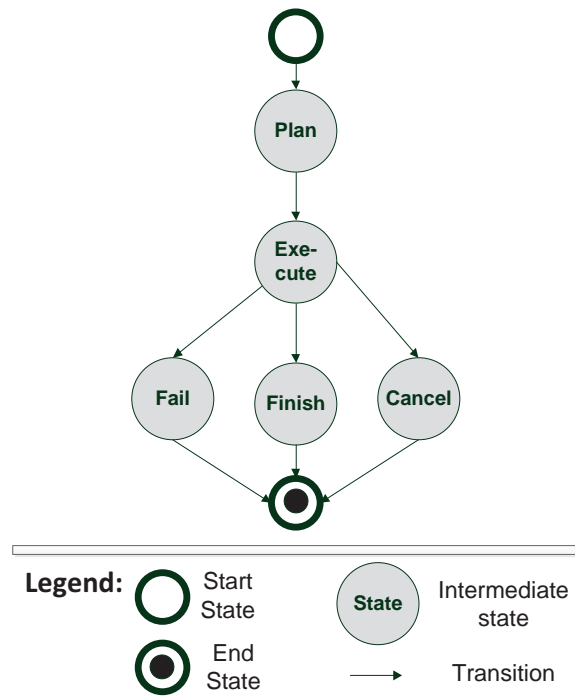 Plan
Exe-
cute
Fail
Finish
Cancel
Legend:
Start
State
State
Intermediate
state
End
State
Transition